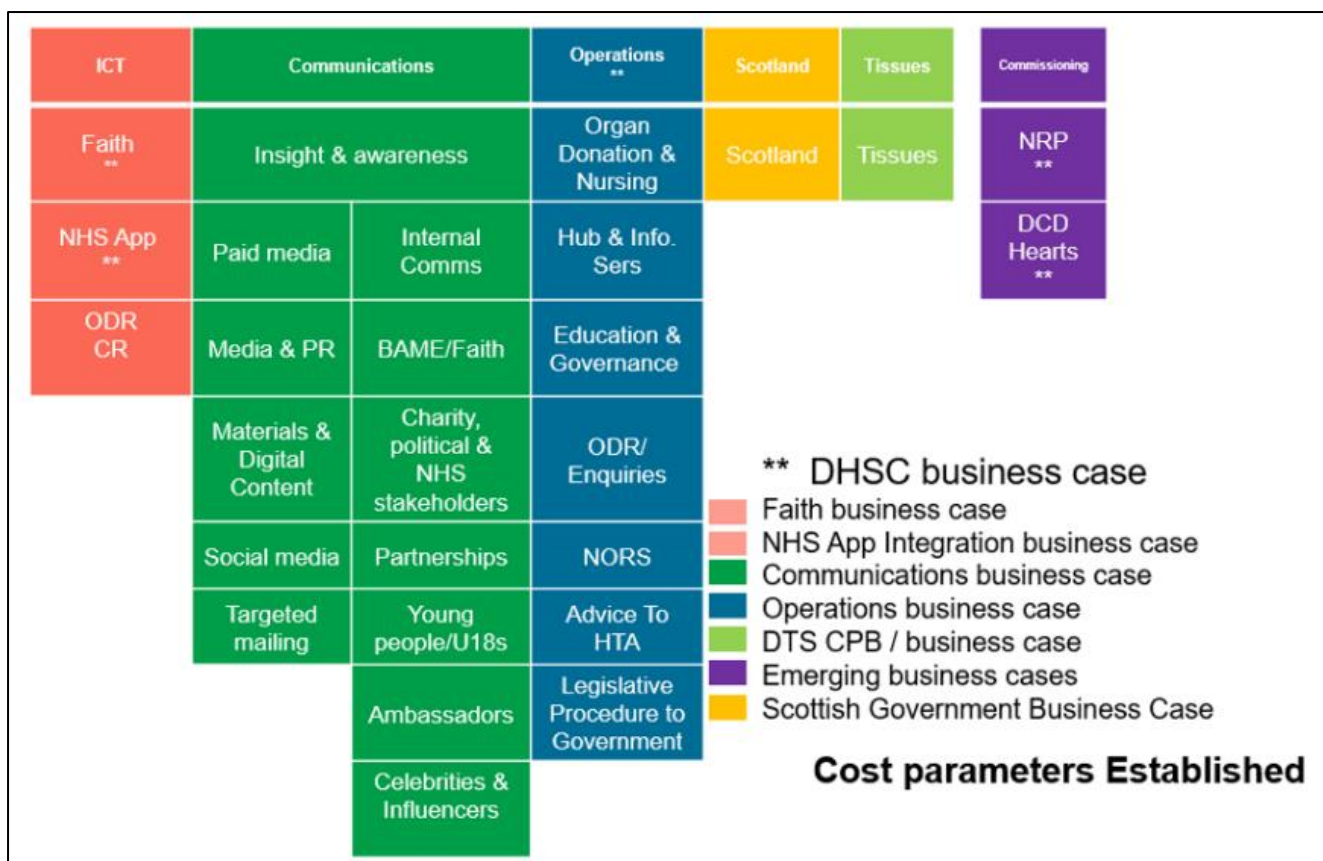 ICT
Communications
Operations
**
Scotland
Tissues
Commissioning
Faith
**
Insight & awareness
Organ
Donation &
Nursing
Scotland
Tissues
NRP
**
NHS App
**
Paid media
Internal
Comms
Hub & Info.
Sers
DCD
Hearts
**
ODR
CR
Media & PR
BAME/Faith
Education &
Governance
Materials &
Digital
Content
Charity,
political &
NHS
stakeholders
ODR/
Enquiries
Social media
Partnerships
NORS
Targeted
mailing
Young
people/U18s
Advice To
HTA
Ambassadors
Legislative
Procedure to
Government
Celebrities &
Influencers
** DHSC business case
Faith business case
NHS App Integration business case
Communications business case
Operations business case
DTS CPB / business case
Emerging business cases
Scottish Government Business Case
Cost parameters Established